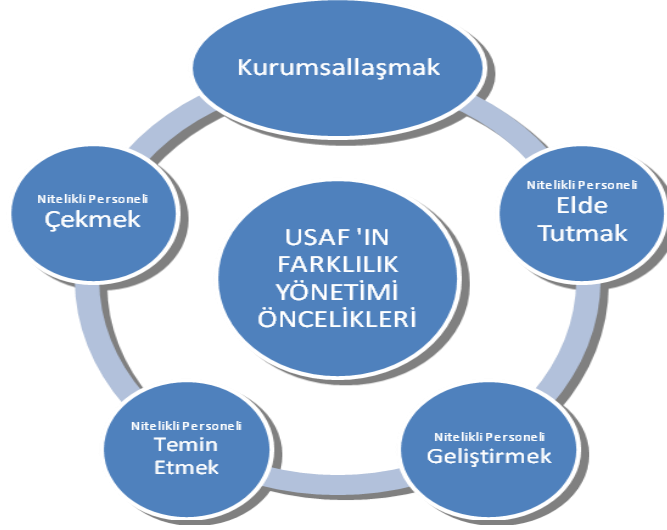 Kurumsallaşmak
Nitelikli Personeli
Çekmek
Nitelikli Personeli
Elde
Tutmak
USAF 'IN
FARKLILIK
YÖNETİMİ
ÖNCELİKLERİ
Nitelikli Personeli
Temin
Etmek
Nitelikli Personeli
Geliştirmek